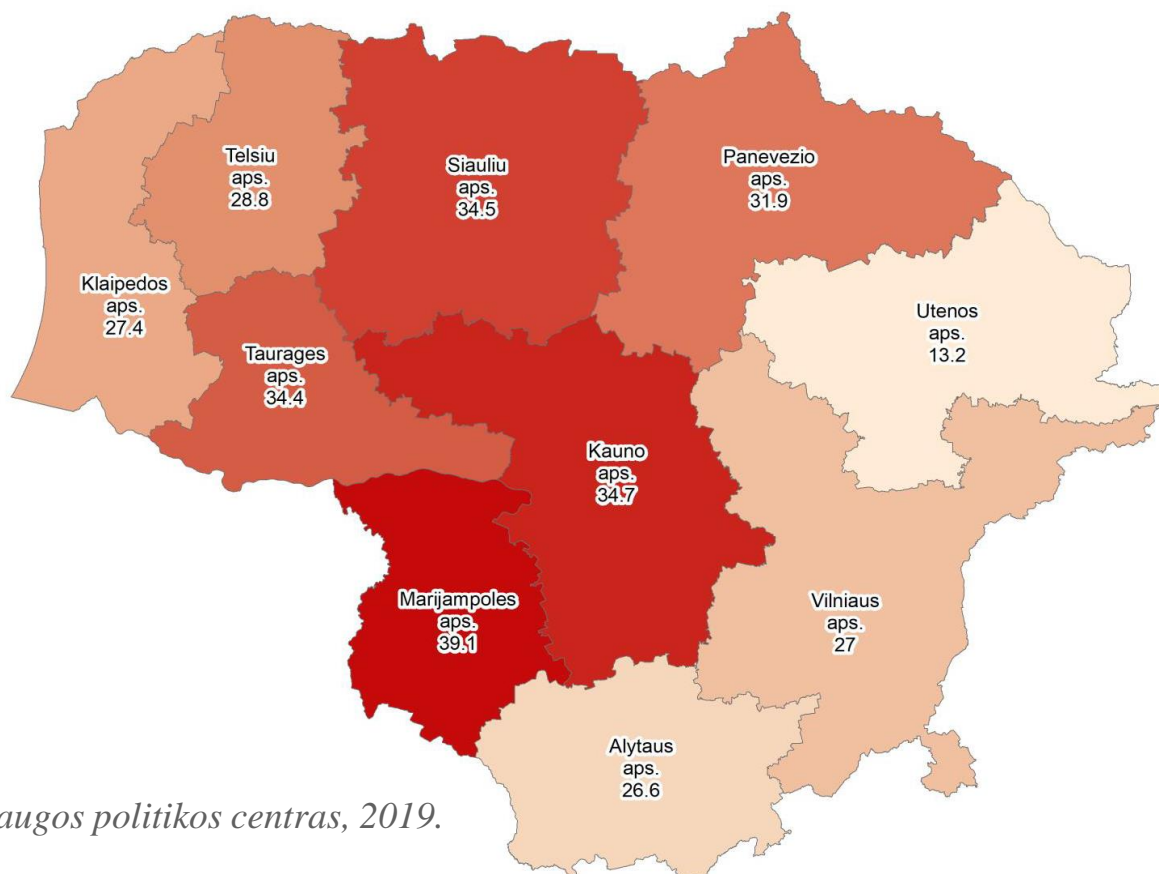 Telsiu
aps.
28.8
Siauliu
aps.
34.5
Panevezio
aps.
31.9
Klaipedos
aps.
27.4
Utenos
aps.
13.2
Taurages
aps.
34.4
Kauno
aps.
34.7
Marijampoles
aps.
39.1
Vilniaus
aps.
27
Alytaus
aps.
26.6
politikos centras, 2019.